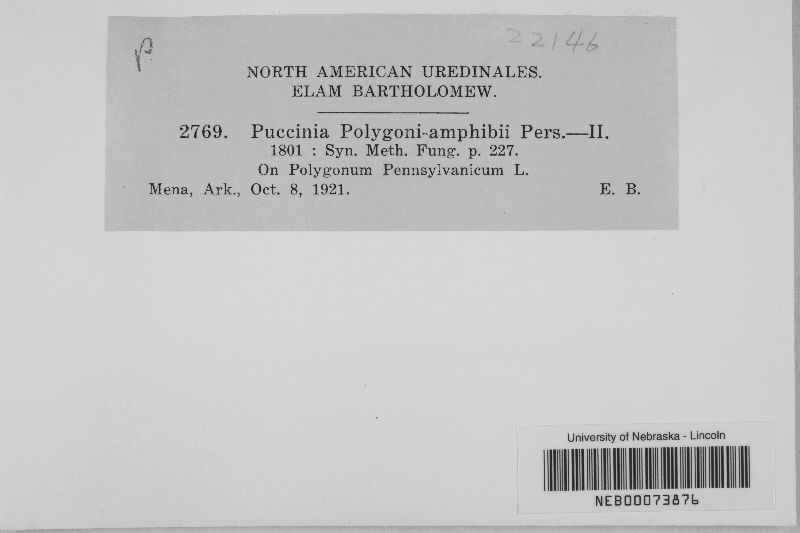 22146
p
NORTH AMERICAN UREDINALES.
ELAM BARTHOLOMEW.
2769. Puccinia Polygoni-amphibii Pers.—II.
1801 : Syn. Meth. Fung. p. 227.
On Polygonum Pennsylvanicum L.
Mena, Ark., Oct. 8, 1921. E. B.
University of Nebraska - Lincoln
NEB00073876